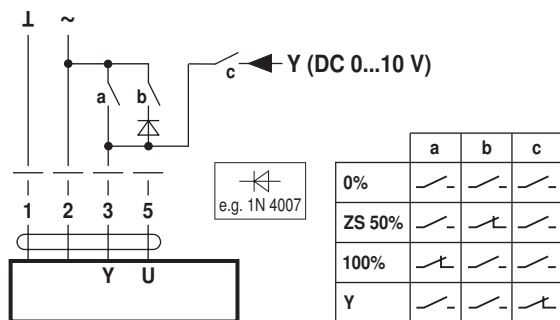 ⊥ ~
a b c Y (DC 0...10 V)
e.g. 1N 4007
1 2 3 5
Y U
a b c
0%
ZS 50%
100%
Y